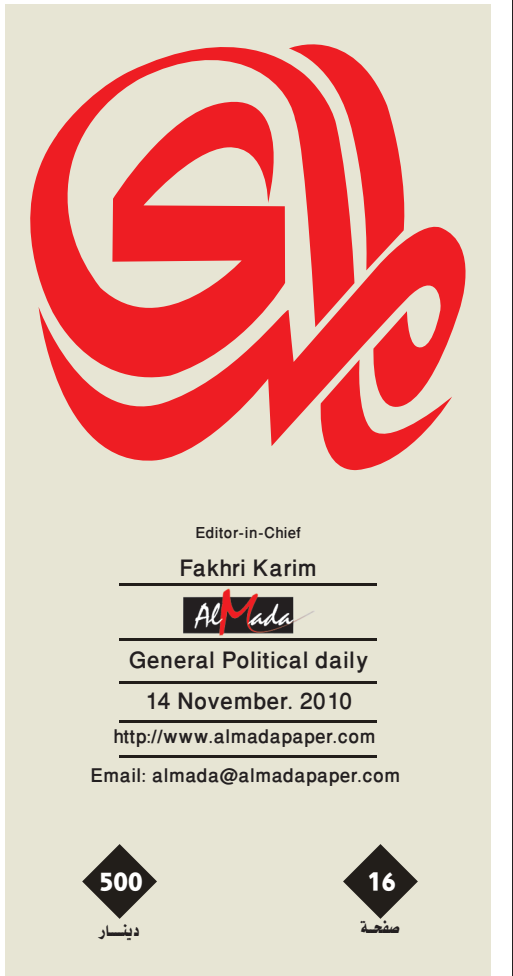 المدى
Editor-in-Chief
Fakhri Karim
AlMada
General Political daily
14 November. 2010
http://www.almadapaper.com
Email: almada@almadapaper.com
500
دينـــار
16
صفحـة